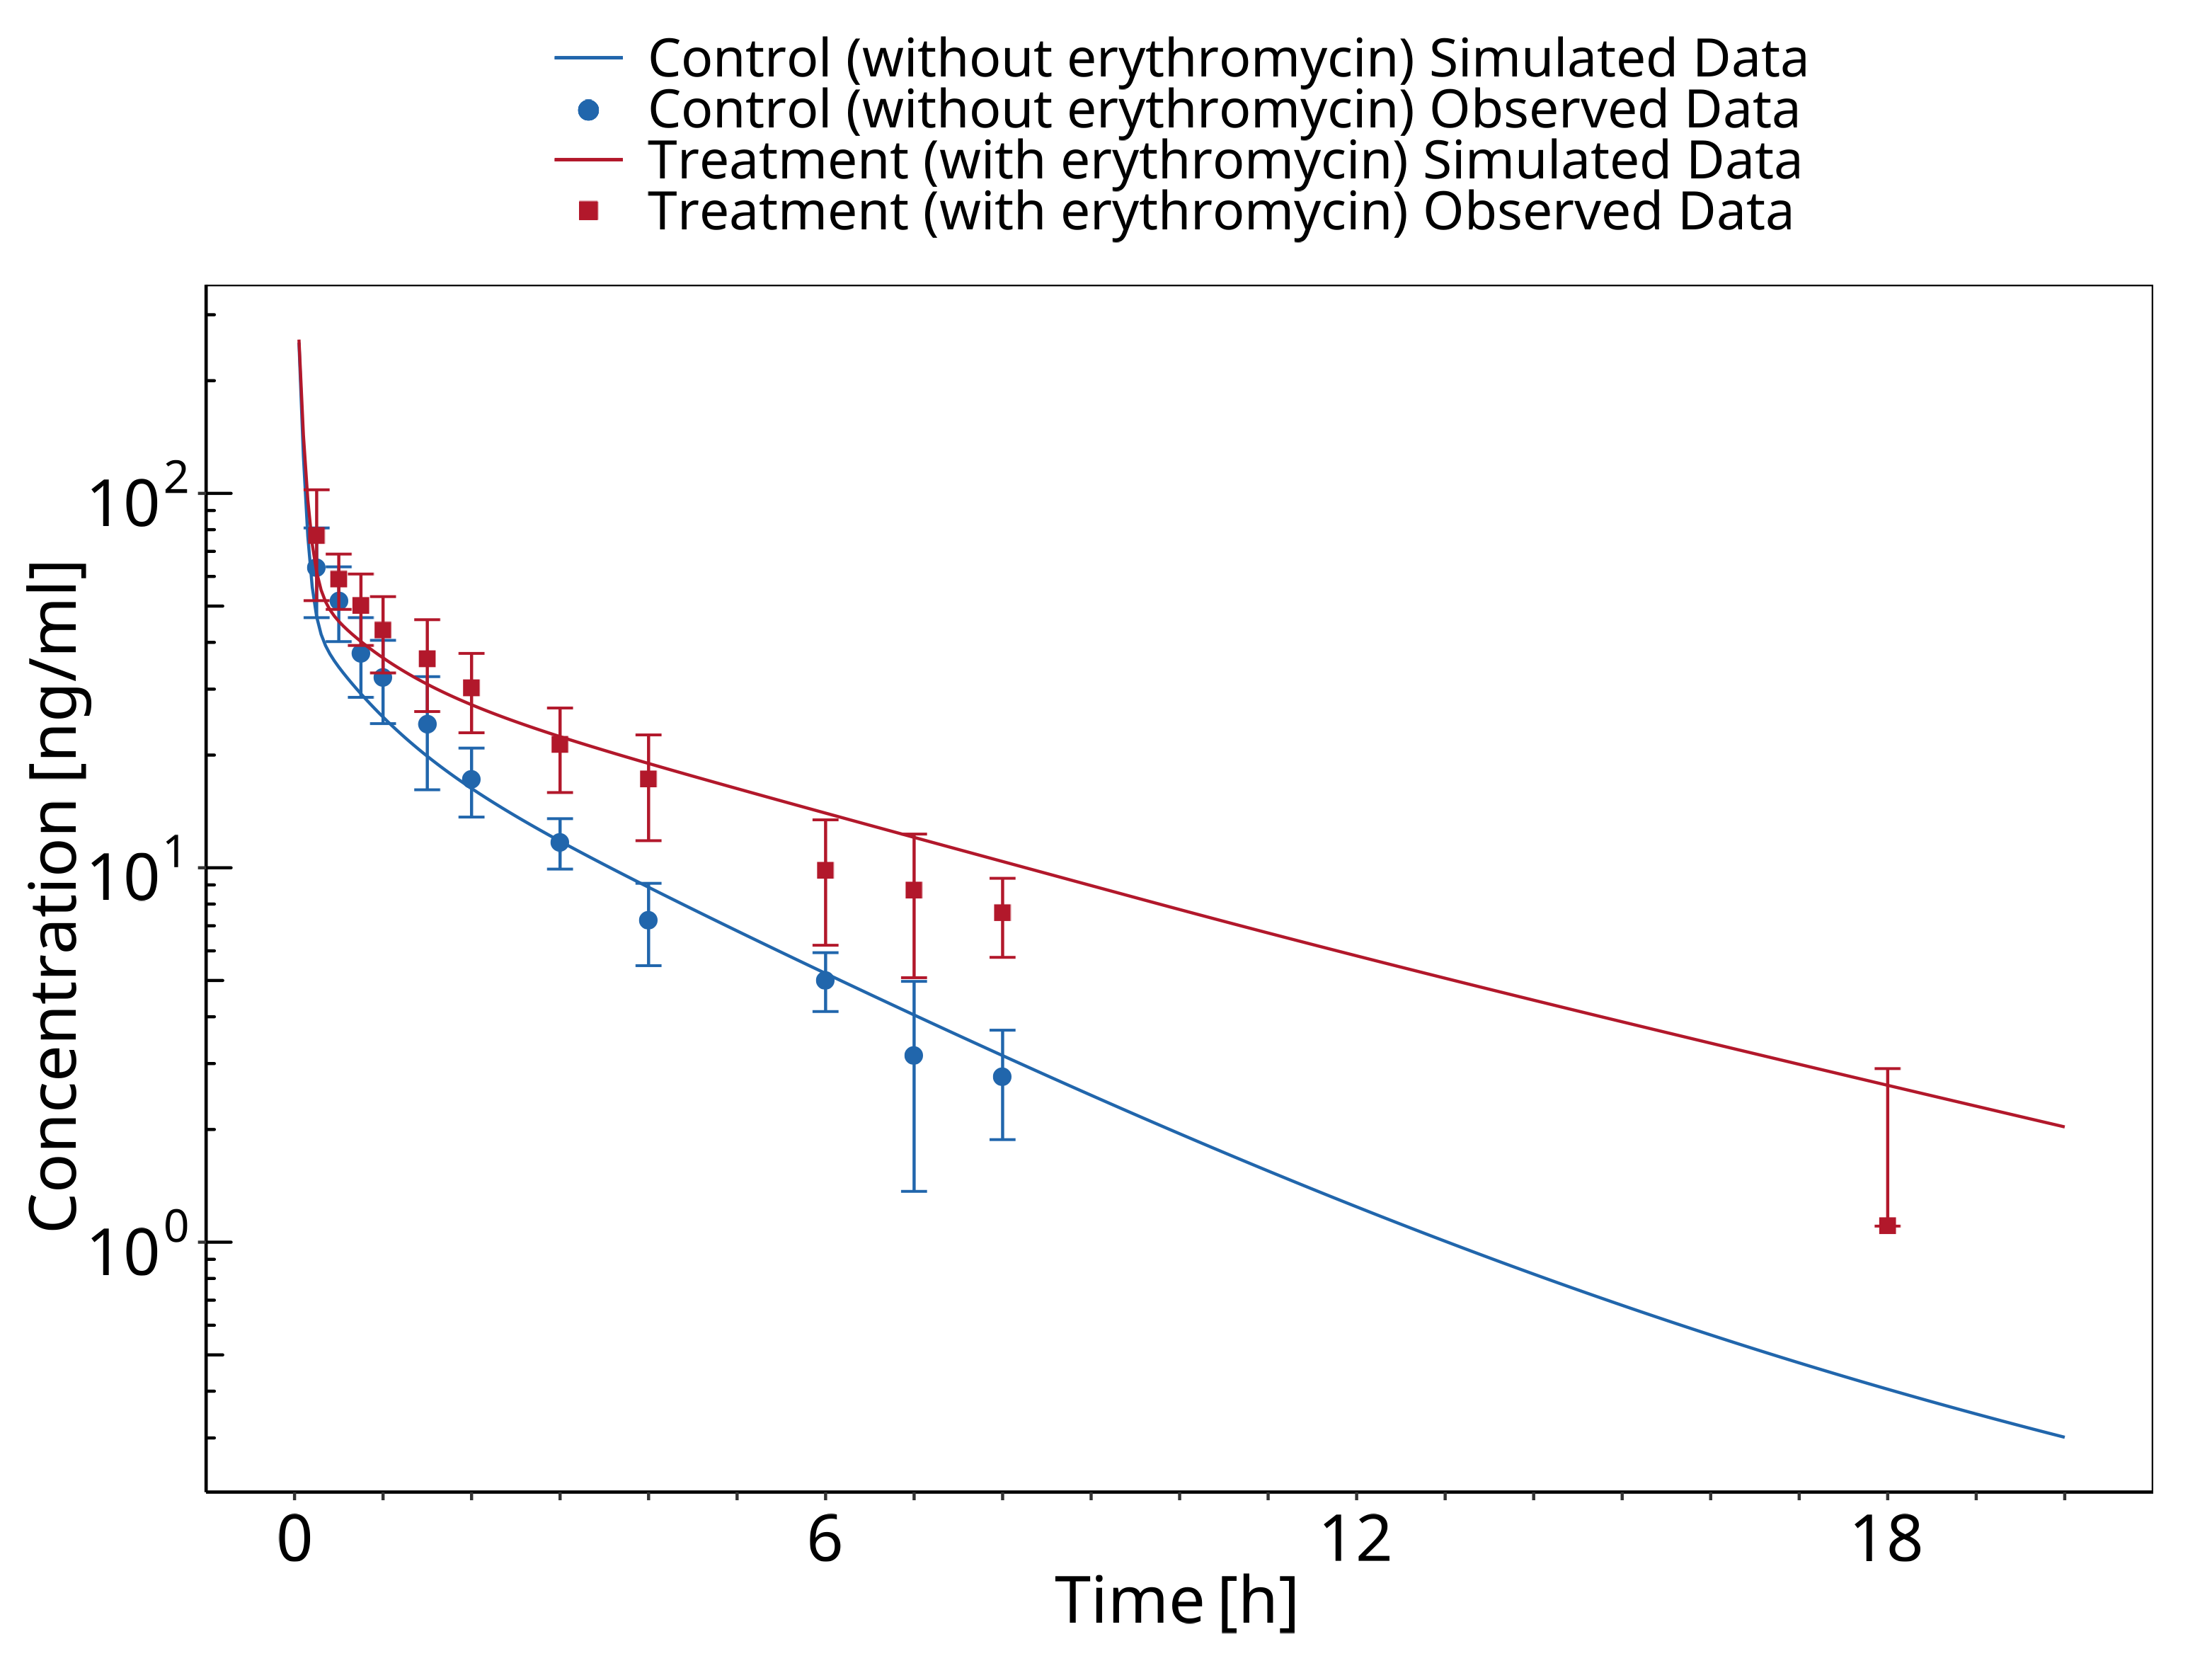 Control (without erythromycin) Simulated Data
Control (without erythromycin) Observed Data
Treatment (with erythromycin) Simulated Data
Treatment (with erythromycin) Observed Data
Concentration [ng/ml]
10²
10¹
10⁰
0 6 12 18
Time [h]